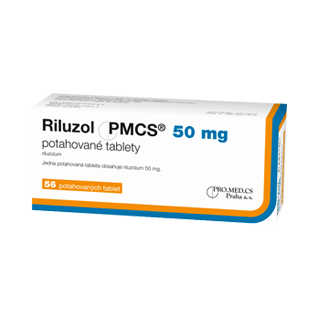 Riluzol PMCS® 50 mg
potahované tablety
riluzolum
Jedna potahovaná tableta obsahuje riluzolum 50 mg.
56 potahovaných tablet
PRO.MED.CS
Praha a.s.